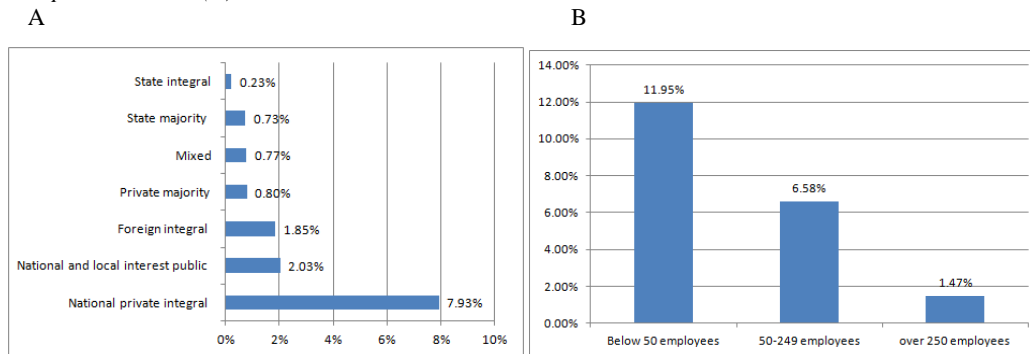 A
B
State integral 0.23%
State majority 0.73%
Mixed 0.77%
Private majority 0.80%
Foreign integral 1.85%
National and local interest public 2.03%
National private integral 7.93%
0% 2% 4% 6% 8% 10%
14.00%
12.00%
10.00%
8.00%
6.00%
4.00%
2.00%
0.00%
11.95%
6.58%
1.47%
Below 50 employees 50-249 employees over 250 employees